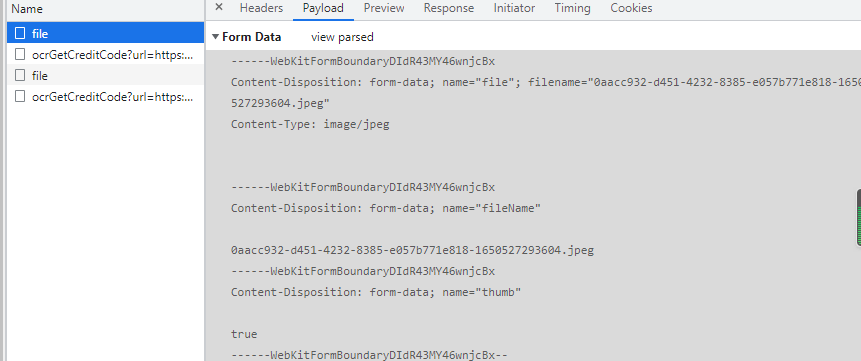 Name
Headers Payload Preview Response Initiator Timing Cookies
file
ocrGetCreditCode?url=https:...
file
ocrGetCreditCode?url=https:...
Form Data view parsed
------WebKitFormBoundaryDIdR43MY46wnjcBx
Content-Disposition: form-data; name="file"; filename="0aacc932-d451-4232-8385-e057b771e818-1650
527293604.jpeg"
Content-Type: image/jpeg
------WebKitFormBoundaryDIdR43MY46wnjcBx
Content-Disposition: form-data; name="fileName"
0aacc932-d451-4232-8385-e057b771e818-1650527293604.jpeg
------WebKitFormBoundaryDIdR43MY46wnjcBx
Content-Disposition: form-data; name="thumb"
true
------WebKitFormBoundaryDIdR43MY46wnjcBx--